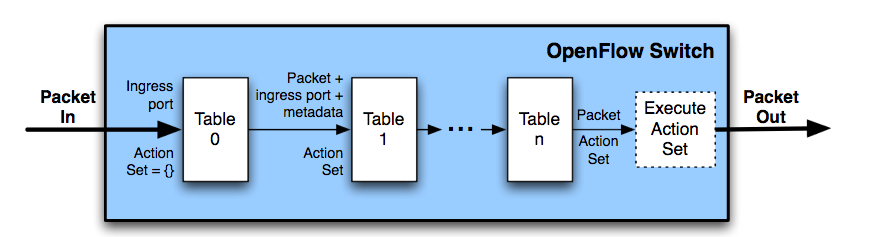 OpenFlow Switch
Packet
In
Ingress
port
Action
Set = {}
Table
0
Packet +
ingress port +
metadata
Action
Set
Table
1
...
Table
n
Packet
Action
Set
Execute
Action
Set
Packet
Out